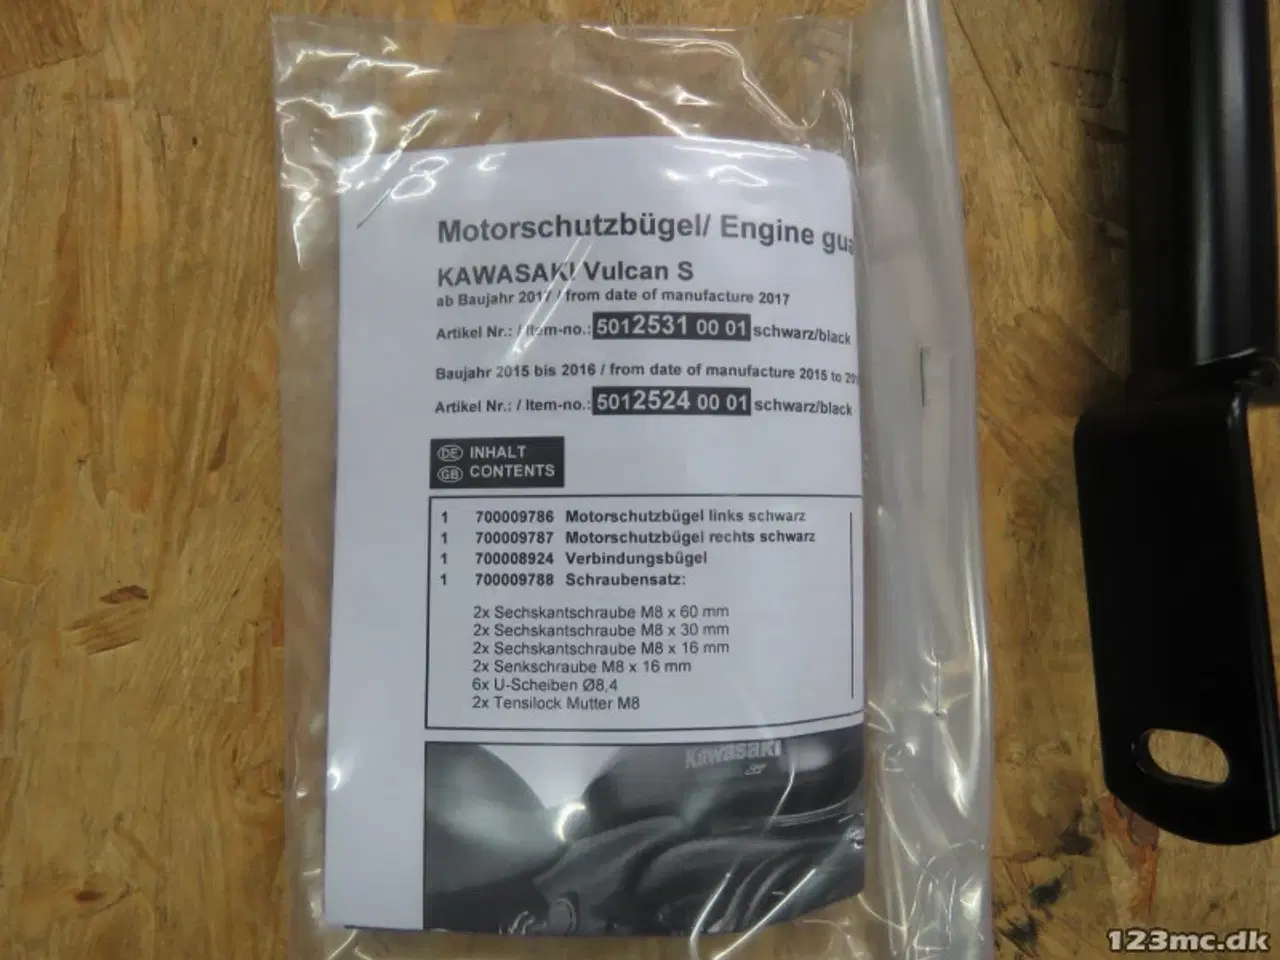 Motorschutzbügel/ Engine gua
KAWASAKI Vulcan S
ab Baujahr 2017 / from date of manufacture 2017
Artikel Nr.: / Item-no.: 5012531 00 01 schwarz/black
Baujahr 2015 bis 2016 / from date of manufacture 2015 to 20
Artikel Nr.: / Item-no.: 5012524 00 01 schwarz/black
DE INHALT
GB CONTENTS
1 700009786 Motorschutzbügel links schwarz
1 700009787 Motorschutzbügel rechts schwarz
1 700008924 Verbindungsbügel
1 700009788 Schraubensatz:
2x Sechskantschraube M8 x 60 mm
2x Sechskantschraube M8 x 30 mm
2x Sechskantschraube M8 x 16 mm
2x Senkschraube M8 x 16 mm
6x U-Scheiben Ø8,4
2x Tensilock Mutter M8
Kawasaki
123mc.dk